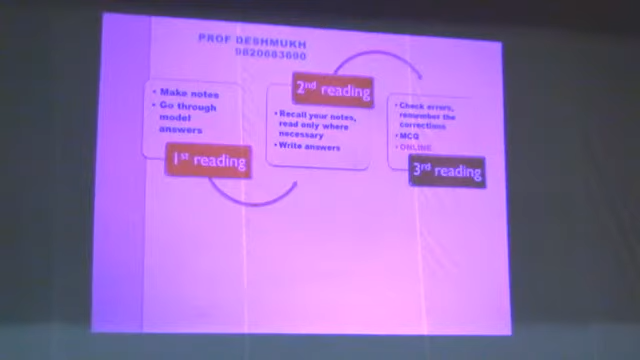 PROF DESHMUKH
9820683690
• Make notes
• Go through
model
answers
1st reading
2nd reading
• Recall your notes,
read only where
necessary
• Write answers
• Check errors,
remember the
corrections
• MCQ
• ONLINE
3rd reading